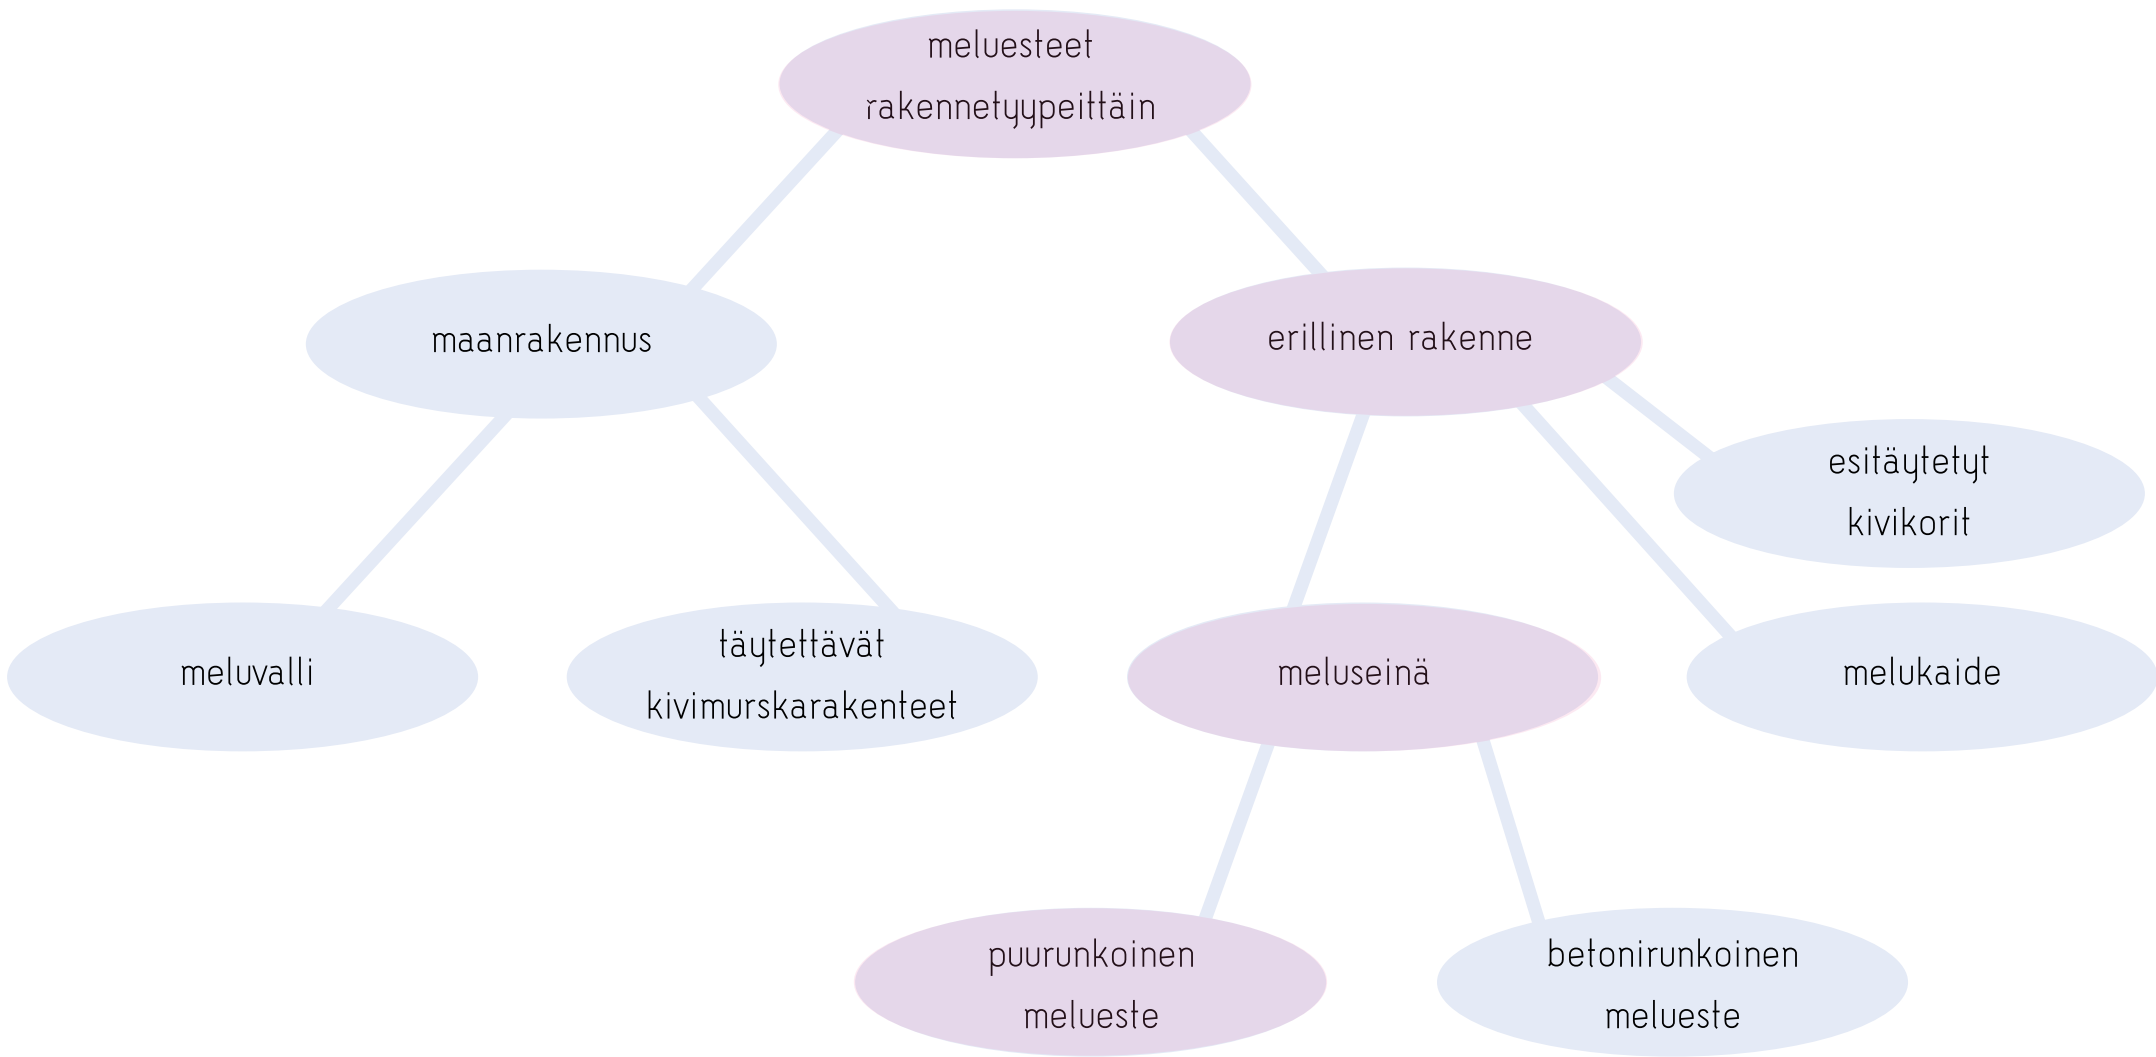 meluesteet
rakennetyypeittäin
maanrakennus
erillinen rakenne
esitäytetyt
kivikorit
meluvalli
täytettävät
kivimurskarakenteet
meluseinä
melukaide
puurunkoinen
melueste
betonirunkoinen
melueste